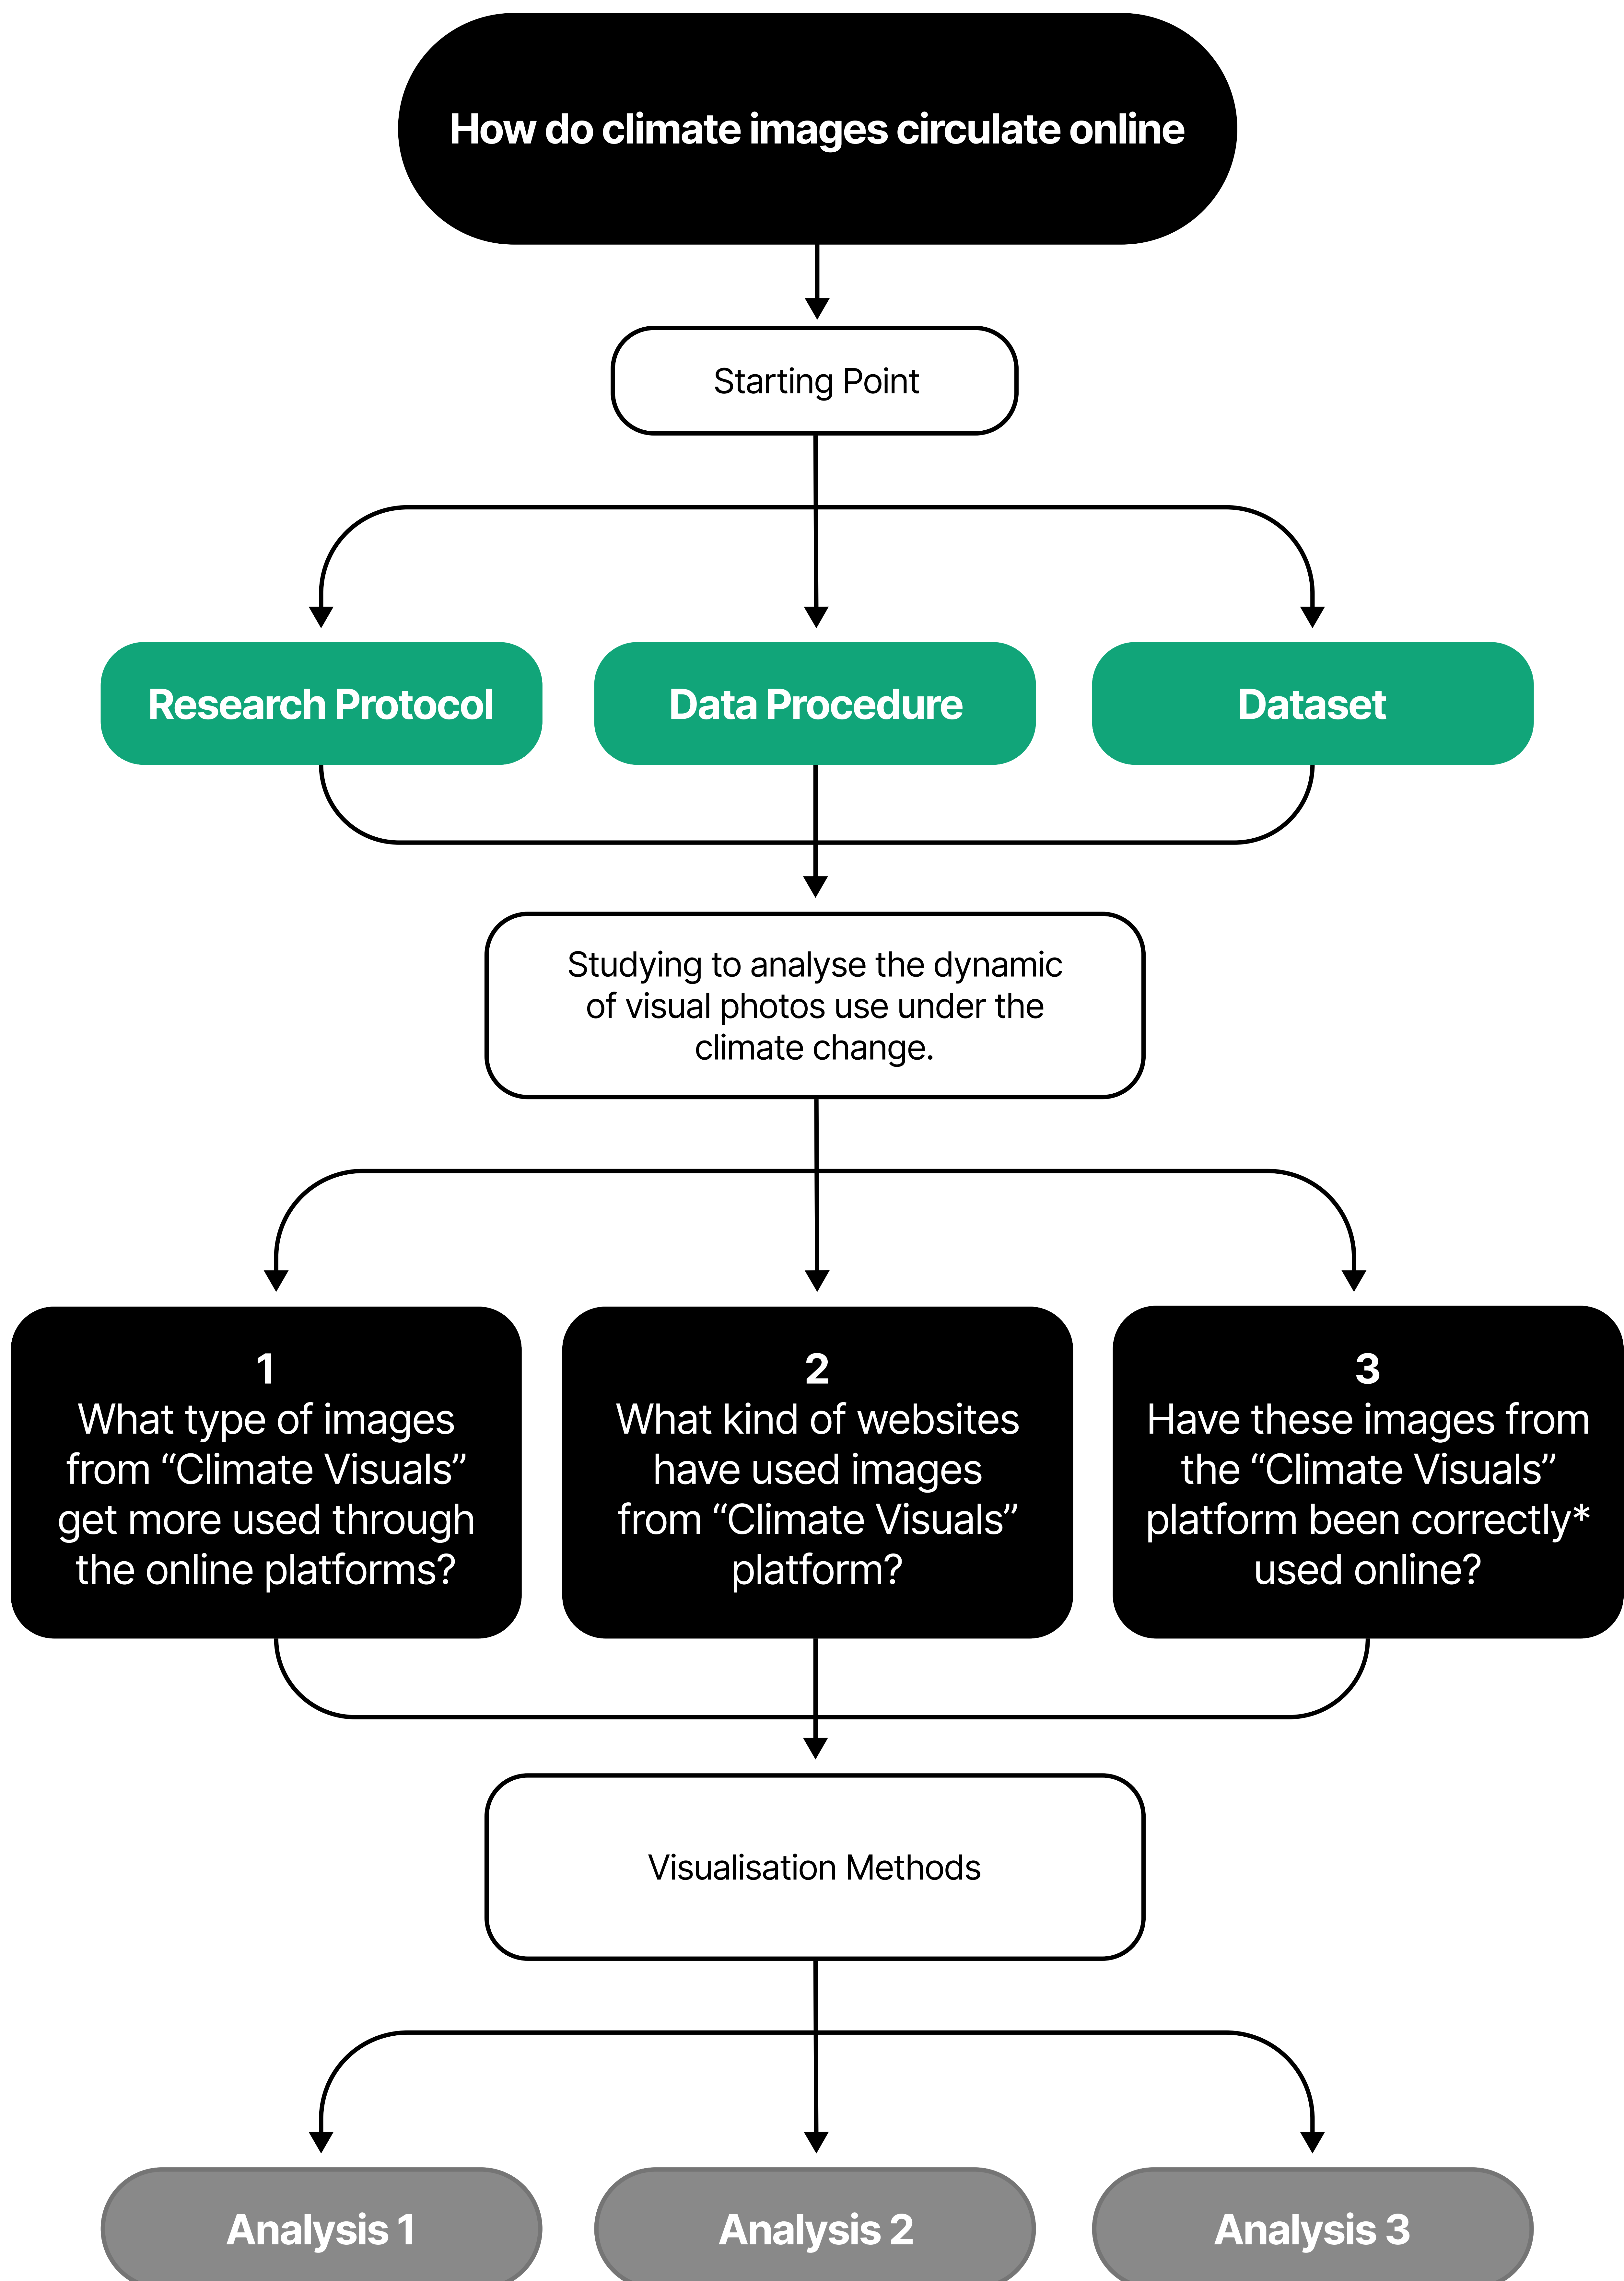 How do climate images circulate online
Starting Point
Research Protocol
Data Procedure
Dataset
Studying to analyse the dynamic
of visual photos use under the
climate change.
1
What type of images
from “Climate Visuals”
get more used through
the online platforms?
2
What kind of websites
have used images
from “Climate Visuals”
platform?
3
Have these images from
the “Climate Visuals”
platform been correctly*
used online?
Visualisation Methods
Analysis 1
Analysis 2
Analysis 3